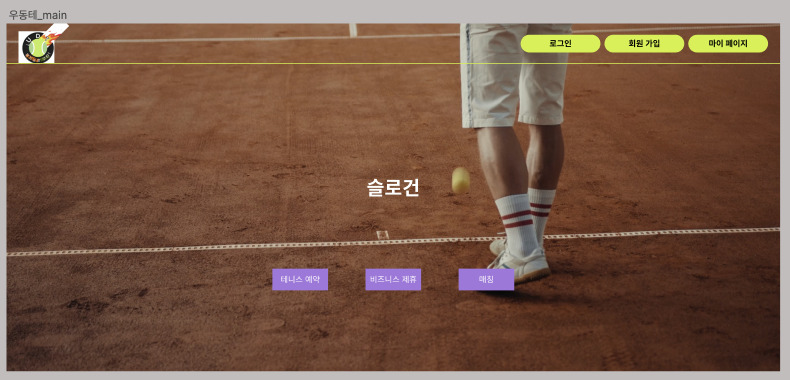 우동테_main
로그인
회원 가입
마이 페이지
슬로건
테니스 예약
비즈니스 제휴
매칭